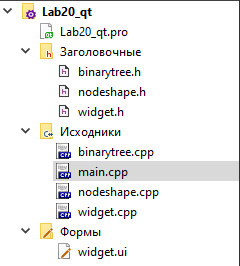 Lab20_qt
Lab20_qt.pro
Заголовочные
binarytree.h
nodeshape.h
widget.h
Исходники
binarytree.cpp
main.cpp
nodeshape.cpp
widget.cpp
Формы
widget.ui